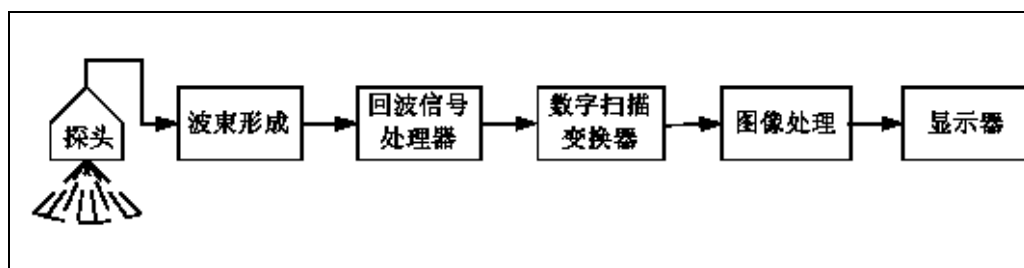 探头
波束形成
回波信号
处理器
数字扫描
变换器
图像处理
显示器